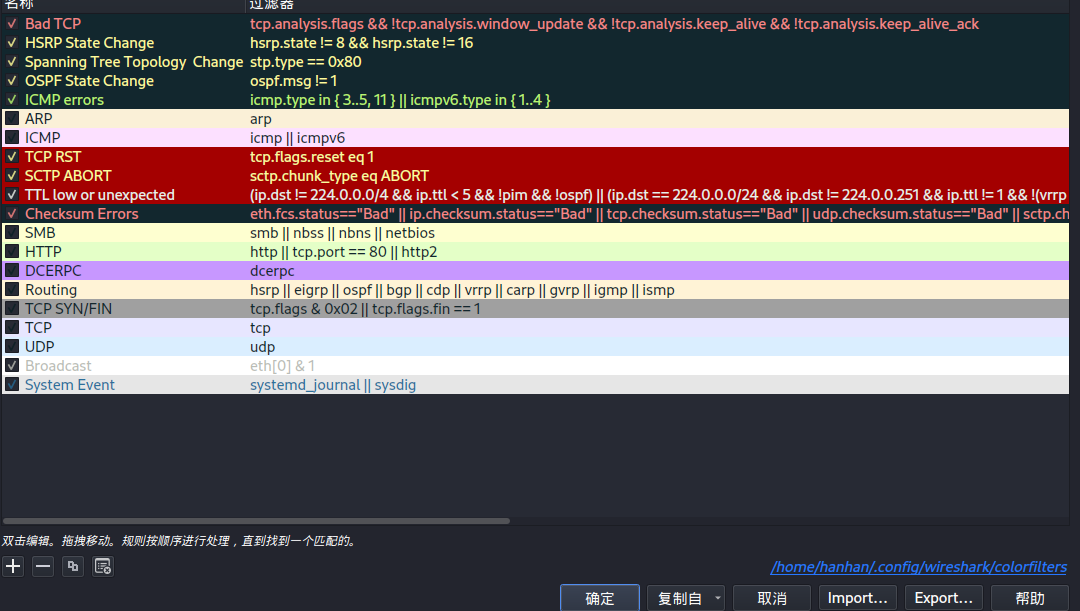 名称 过滤器
Bad TCP tcp.analysis.flags && !tcp.analysis.window_update && !tcp.analysis.keep_alive && !tcp.analysis.keep_alive_ack
HSRP State Change hsrp.state != 8 && hsrp.state != 16
Spanning Tree Topology Change stp.type == 0x80
OSPF State Change ospf.msg != 1
ICMP errors icmp.type in { 3..5, 11 } || icmpv6.type in { 1..4 }
ARP arp
ICMP icmp || icmpv6
TCP RST tcp.flags.reset eq 1
SCTP ABORT sctp.chunk_type eq ABORT
TTL low or unexpected (ip.dst != 224.0.0.0/4 && ip.ttl < 5 && !pim && !ospf) || (ip.dst == 224.0.0.0/24 && ip.dst != 224.0.0.251 && ip.ttl != 1 && !(vrrp
Checksum Errors eth.fcs.status=="Bad" || ip.checksum.status=="Bad" || tcp.checksum.status=="Bad" || udp.checksum.status=="Bad" || sctp.ch
SMB smb || nbss || nbns || netbios
HTTP http || tcp.port == 80 || http2
DCERPC dcerpc
Routing hsrp || eigrp || ospf || bgp || cdp || vrrp || carp || gvrp || igmp || ismp
TCP SYN/FIN tcp.flags & 0x02 || tcp.flags.fin == 1
TCP tcp
UDP udp
Broadcast eth[0] & 1
System Event systemd_journal || sysdig
双击编辑。拖拽移动。规则按顺序进行处理，直到找到一个匹配的。
/home/hanhan/.config/wireshark/colorfilters
确定 复制自 取消 Import... Export... 帮助